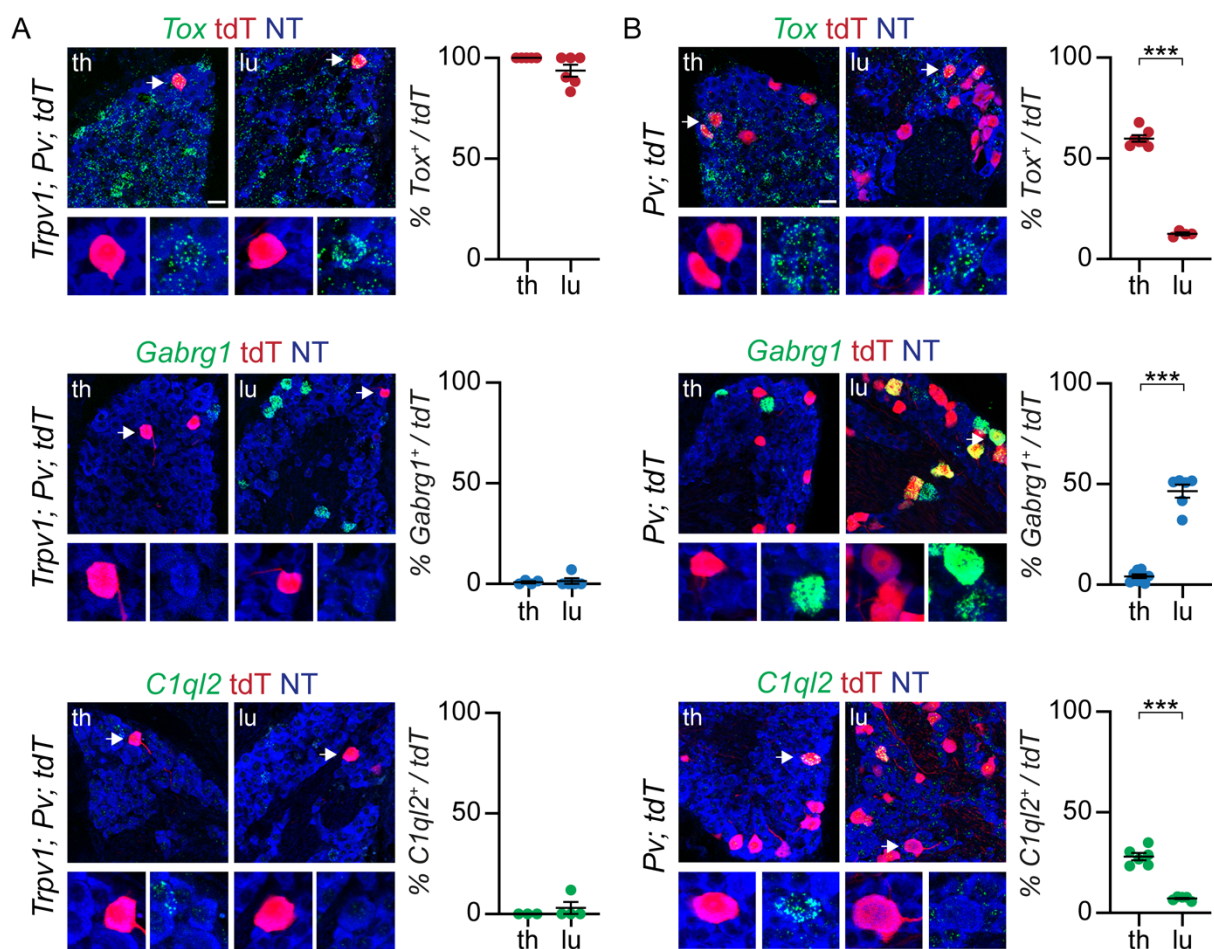 A
Tox tdT NT
th
lu
Trpv1; Pv; tdT
% Tox⁺ / tdT
100
50
0
th lu
Gabrg1 tdT NT
th
lu
Trpv1; Pv; tdT
% Gabrg1⁺ / tdT
100
50
0
th lu
C1ql2 tdT NT
th
lu
Trpv1; Pv; tdT
% C1ql2⁺ / tdT
100
50
0
th lu
B
Tox tdT NT
th
lu
Pv; tdT
% Tox⁺ / tdT
100
50
0
***
th lu
Gabrg1 tdT NT
th
lu
Pv; tdT
% Gabrg1⁺ / tdT
100
50
0
***
th lu
C1ql2 tdT NT
th
lu
Pv; tdT
% C1ql2⁺ / tdT
100
50
0
***
th lu